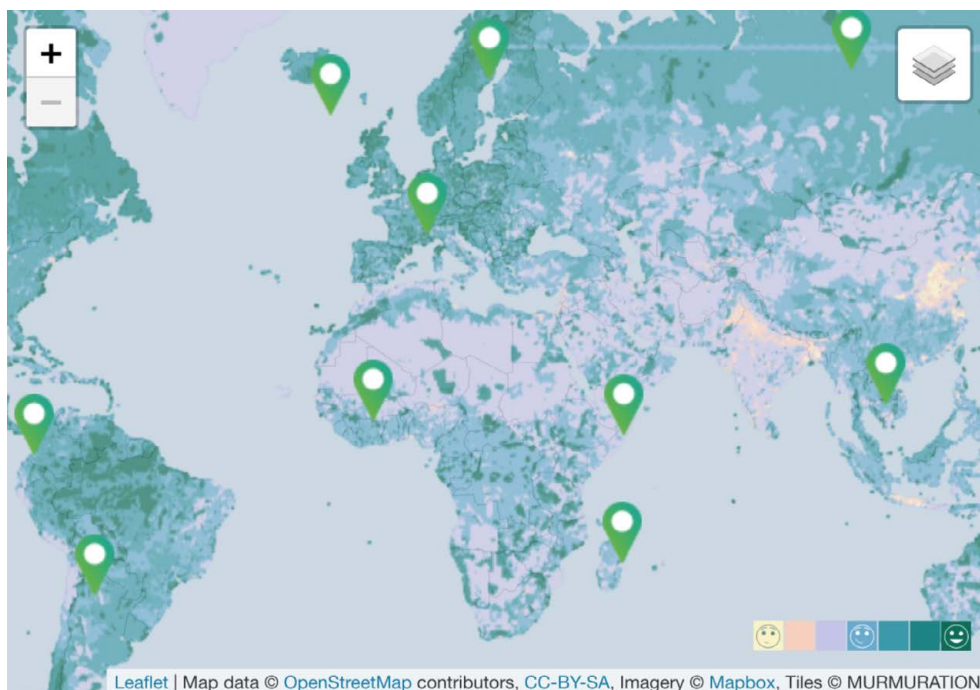 +
−
Leaflet | Map data © OpenStreetMap contributors, CC-BY-SA, Imagery © Mapbox, Tiles © MURMURATION